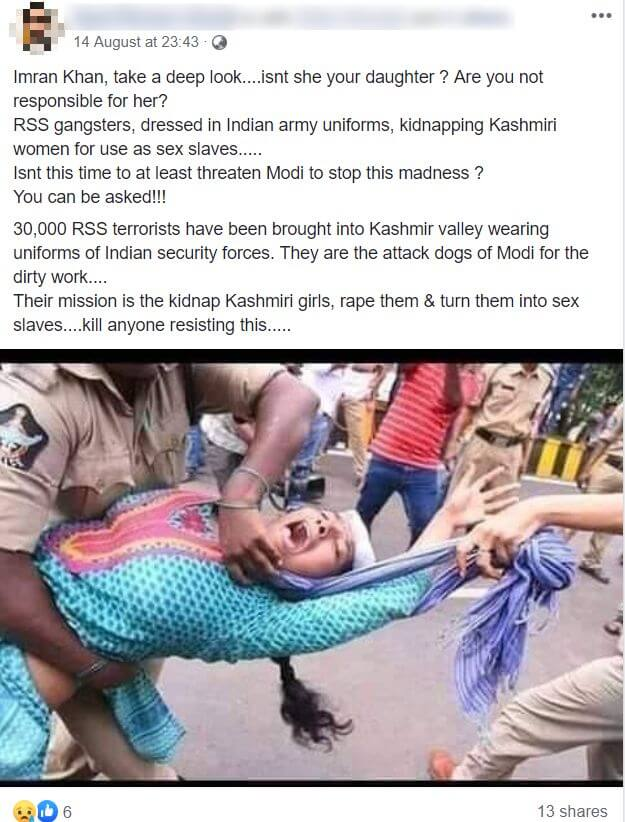 14 August at 23:43 ·
Imran Khan, take a deep look....isnt she your daughter ? Are you not
responsible for her?
RSS gangsters, dressed in Indian army uniforms, kidnapping Kashmiri
women for use as sex slaves.....
Isnt this time to at least threaten Modi to stop this madness ?
You can be asked!!!
30,000 RSS terrorists have been brought into Kashmir valley wearing
uniforms of Indian security forces. They are the attack dogs of Modi for the
dirty work....
Their mission is the kidnap Kashmiri girls, rape them & turn them into sex
slaves....kill anyone resisting this.....
6
13 shares